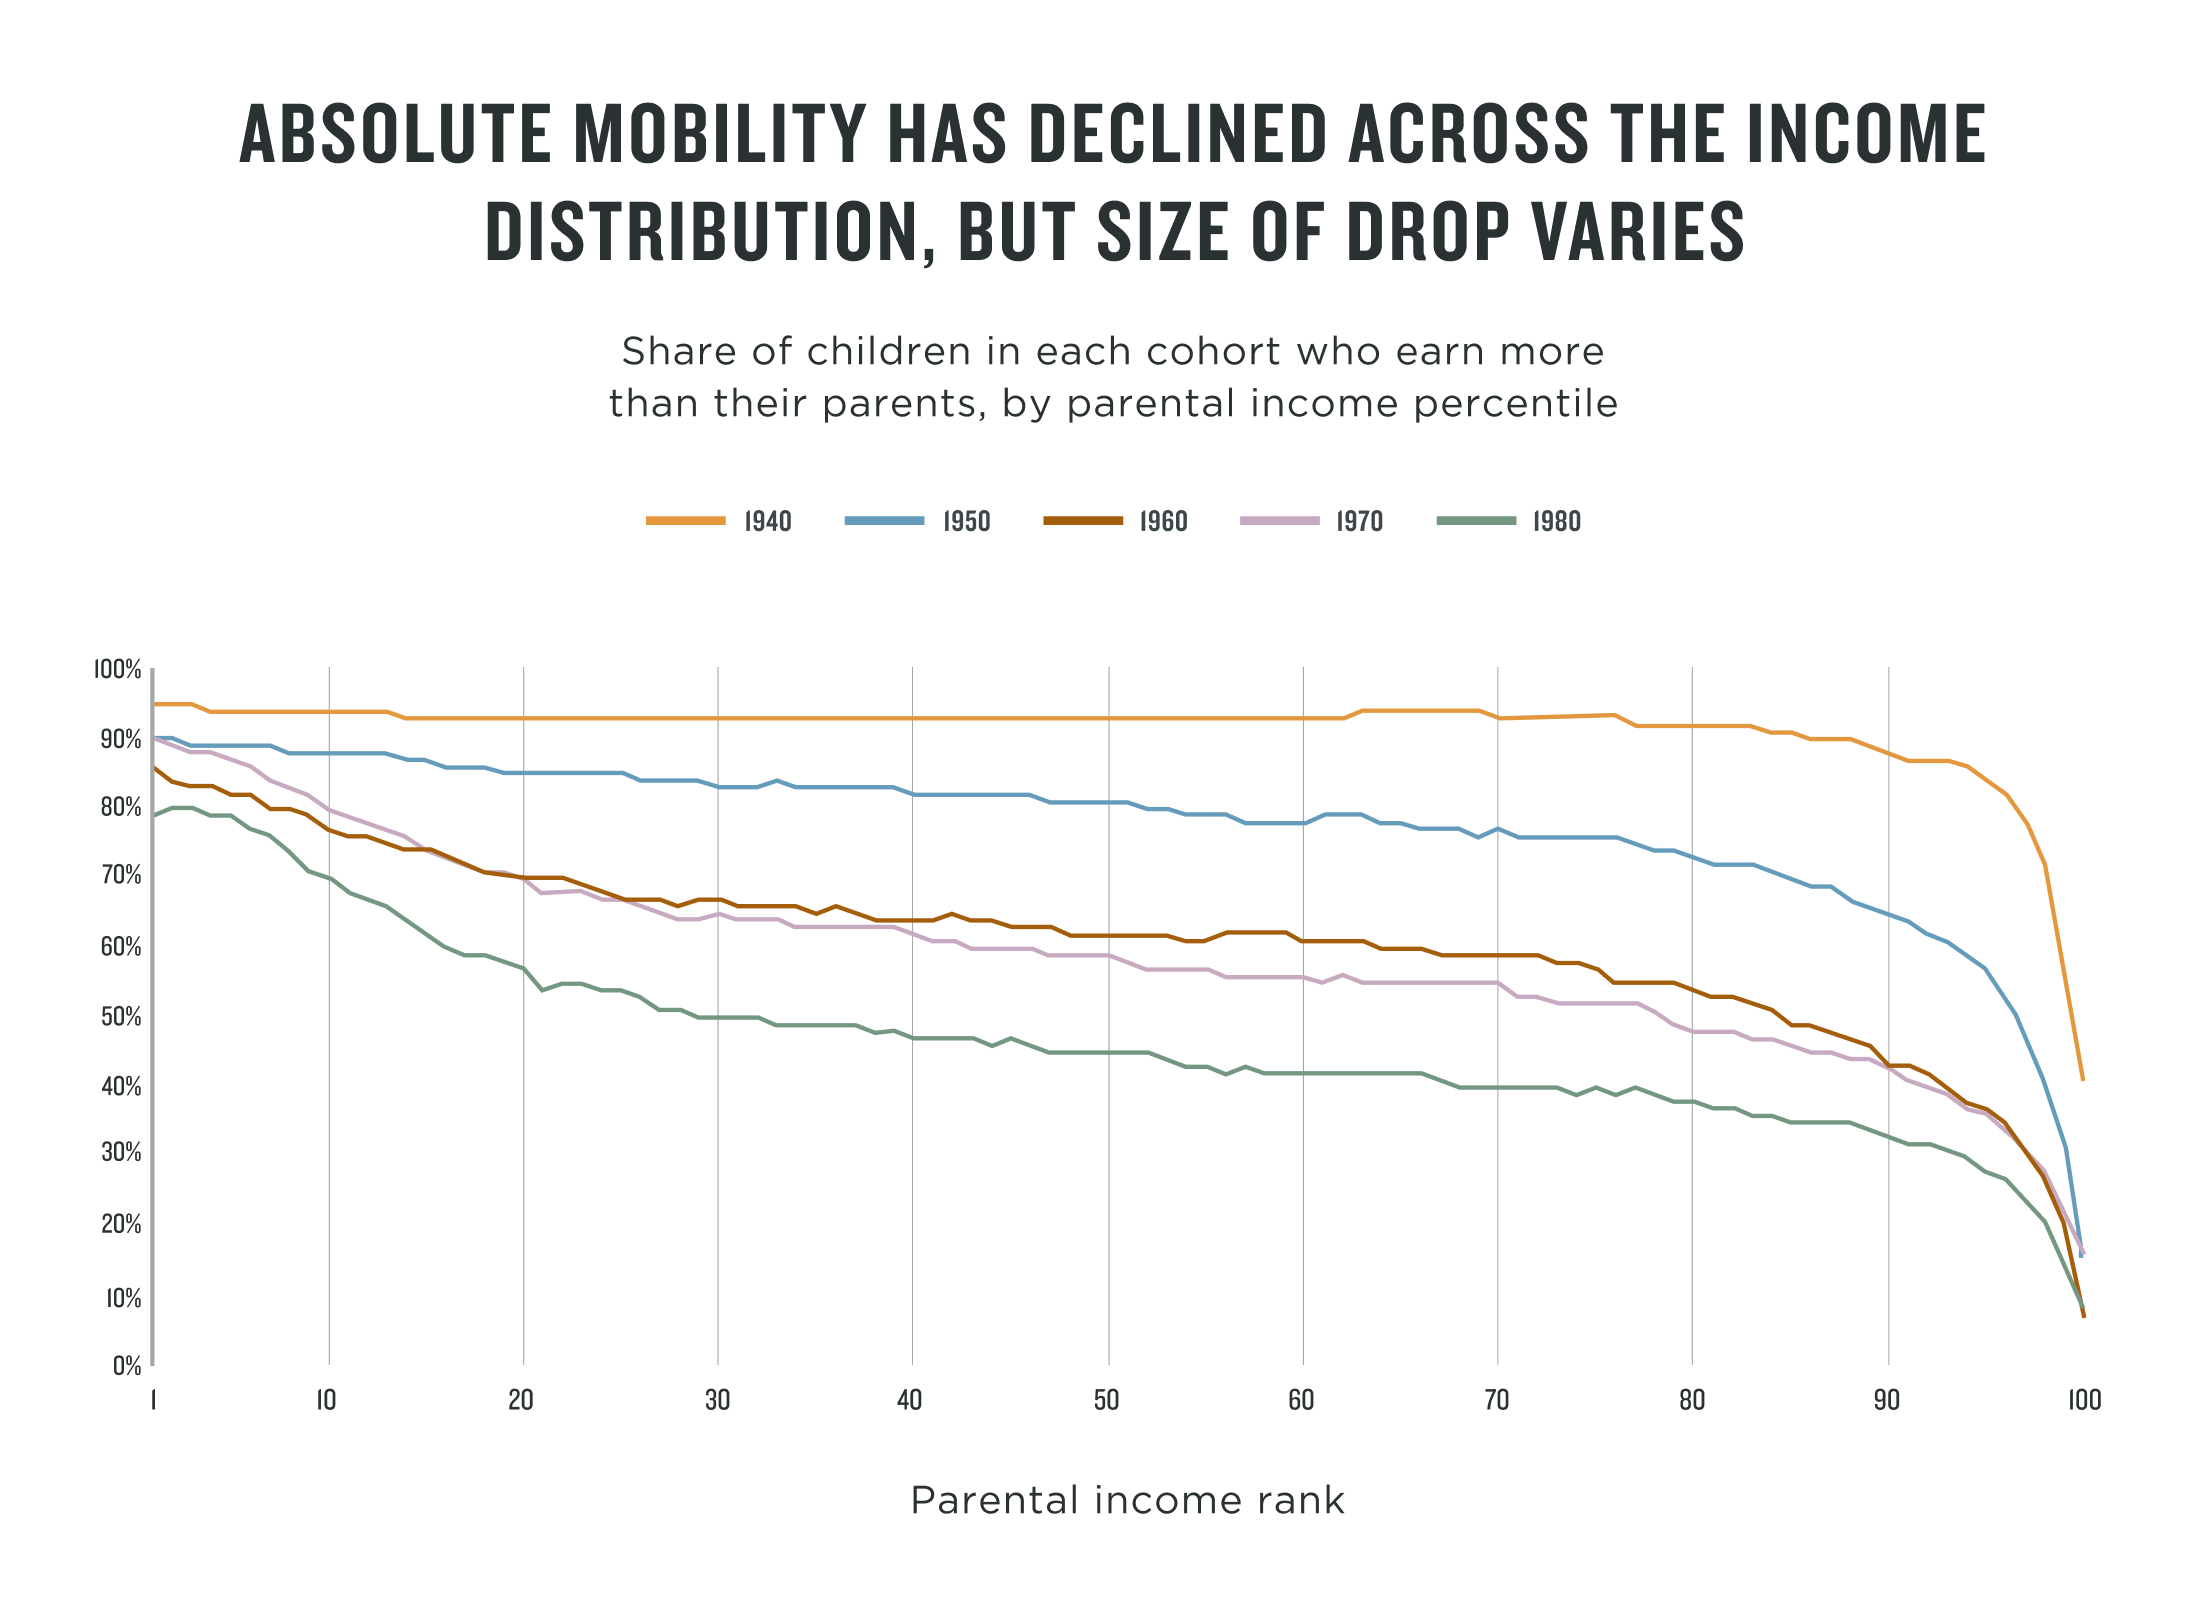 ABSOLUTE MOBILITY HAS DECLINED ACROSS THE INCOME
DISTRIBUTION, BUT SIZE OF DROP VARIES
Share of children in each cohort who earn more
than their parents, by parental income percentile
1940 1950 1960 1970 1980
100%
90%
80%
70%
60%
50%
40%
30%
20%
10%
0%
1 10 20 30 40 50 60 70 80 90 100
Parental income rank